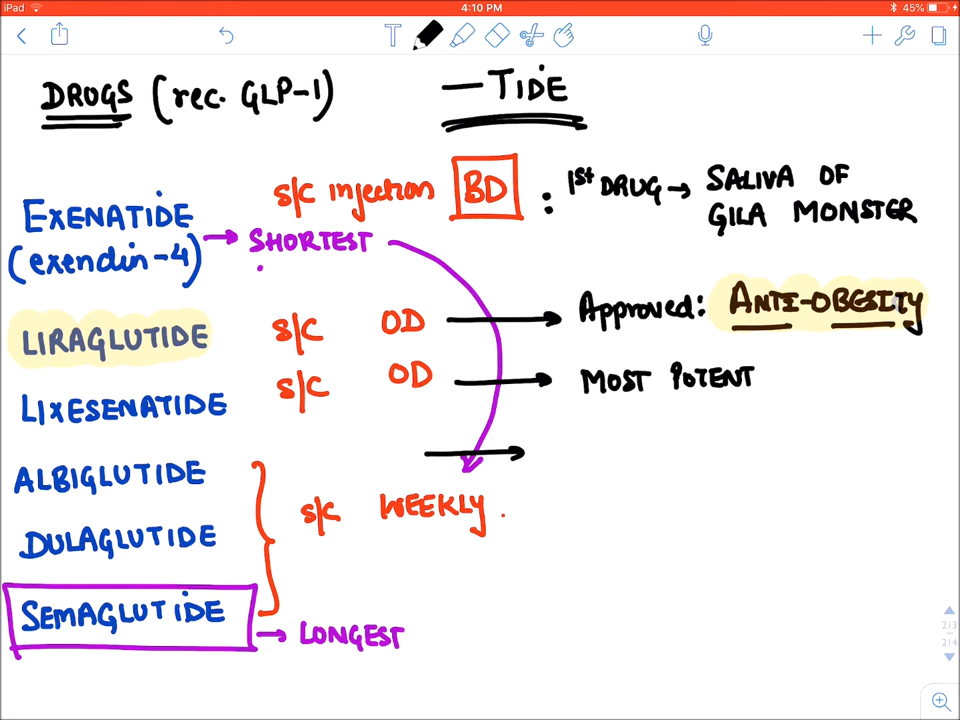 iPad 4:10 PM 45%
T
DRUGS (rec. GLP-1) — TIDE
EXENATIDE S/C injection BD : 1st DRUG → SALIVA OF
GILA MONSTER
(exendin-4) → SHORTEST
LIRAGLUTIDE S/C OD → Approved: ANTI-OBESITY
LIXESENATIDE S/C OD → MOST POTENT
ALBIGLUTIDE
DULAGLUTIDE S/C WEEKLY.
SEMAGLUTIDE → LONGEST
213
214